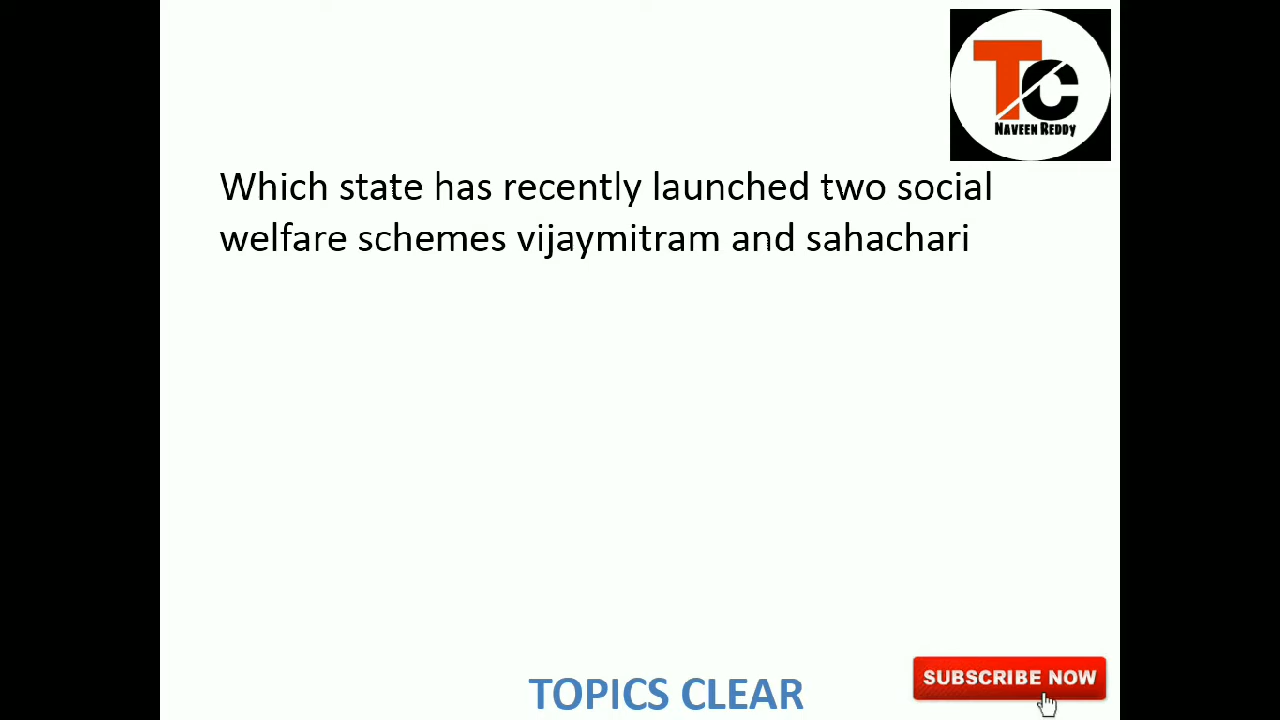 TC
NAVEEN REDDY
Which state has recently launched two social
welfare schemes vijaymitram and sahachari
TOPICS CLEAR
SUBSCRIBE NOW